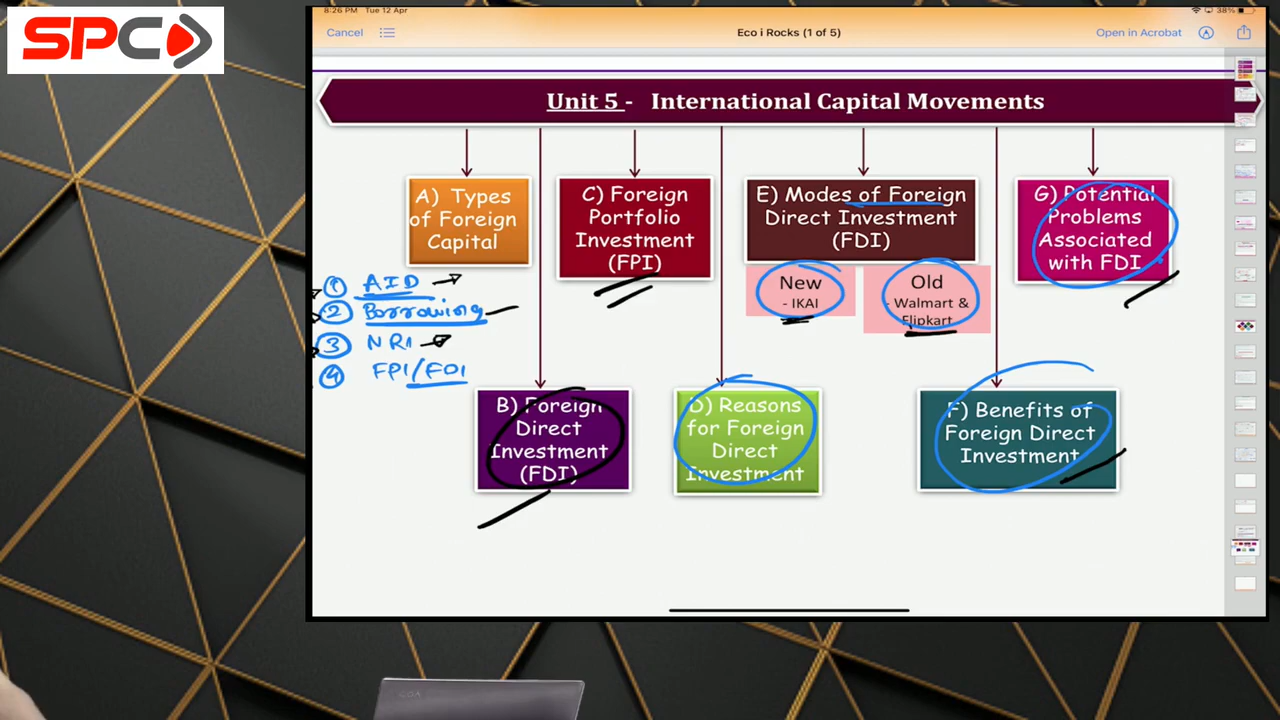 SPC
8:26 PM Tue 12 Apr
38%
Cancel
Eco i Rocks (1 of 5)
Open in Acrobat
Unit 5 - International Capital Movements
A) Types
of Foreign
Capital
C) Foreign
Portfolio
Investment
(FPI)
E) Modes of Foreign
Direct Investment
(FDI)
G) Potential
Problems
Associated
with FDI
New
- IKAI
Old
- Walmart &
Flipkart
① AID
② Borrowing
③ NRI
④ FPI/FDI
B) Foreign
Direct
Investment
(FDI)
D) Reasons
for Foreign
Direct
Investment
F) Benefits of
Foreign Direct
Investment